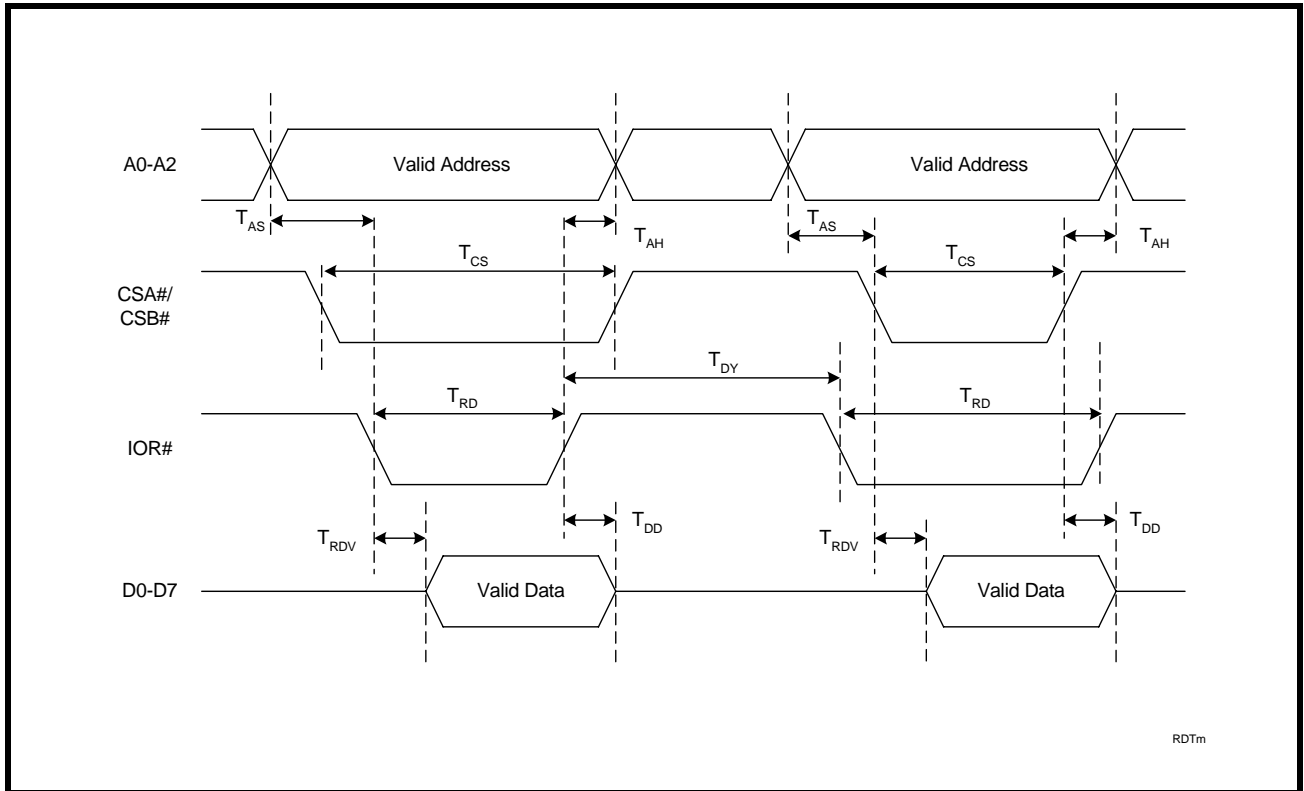 A0-A2
Valid Address
Valid Address
TAS
TAH
TAS
TAH
TCS
TCS
CSA#/
CSB#
TDY
TRD
TRD
IOR#
TRDV
TDD
TRDV
TDD
D0-D7
Valid Data
Valid Data
RDTm